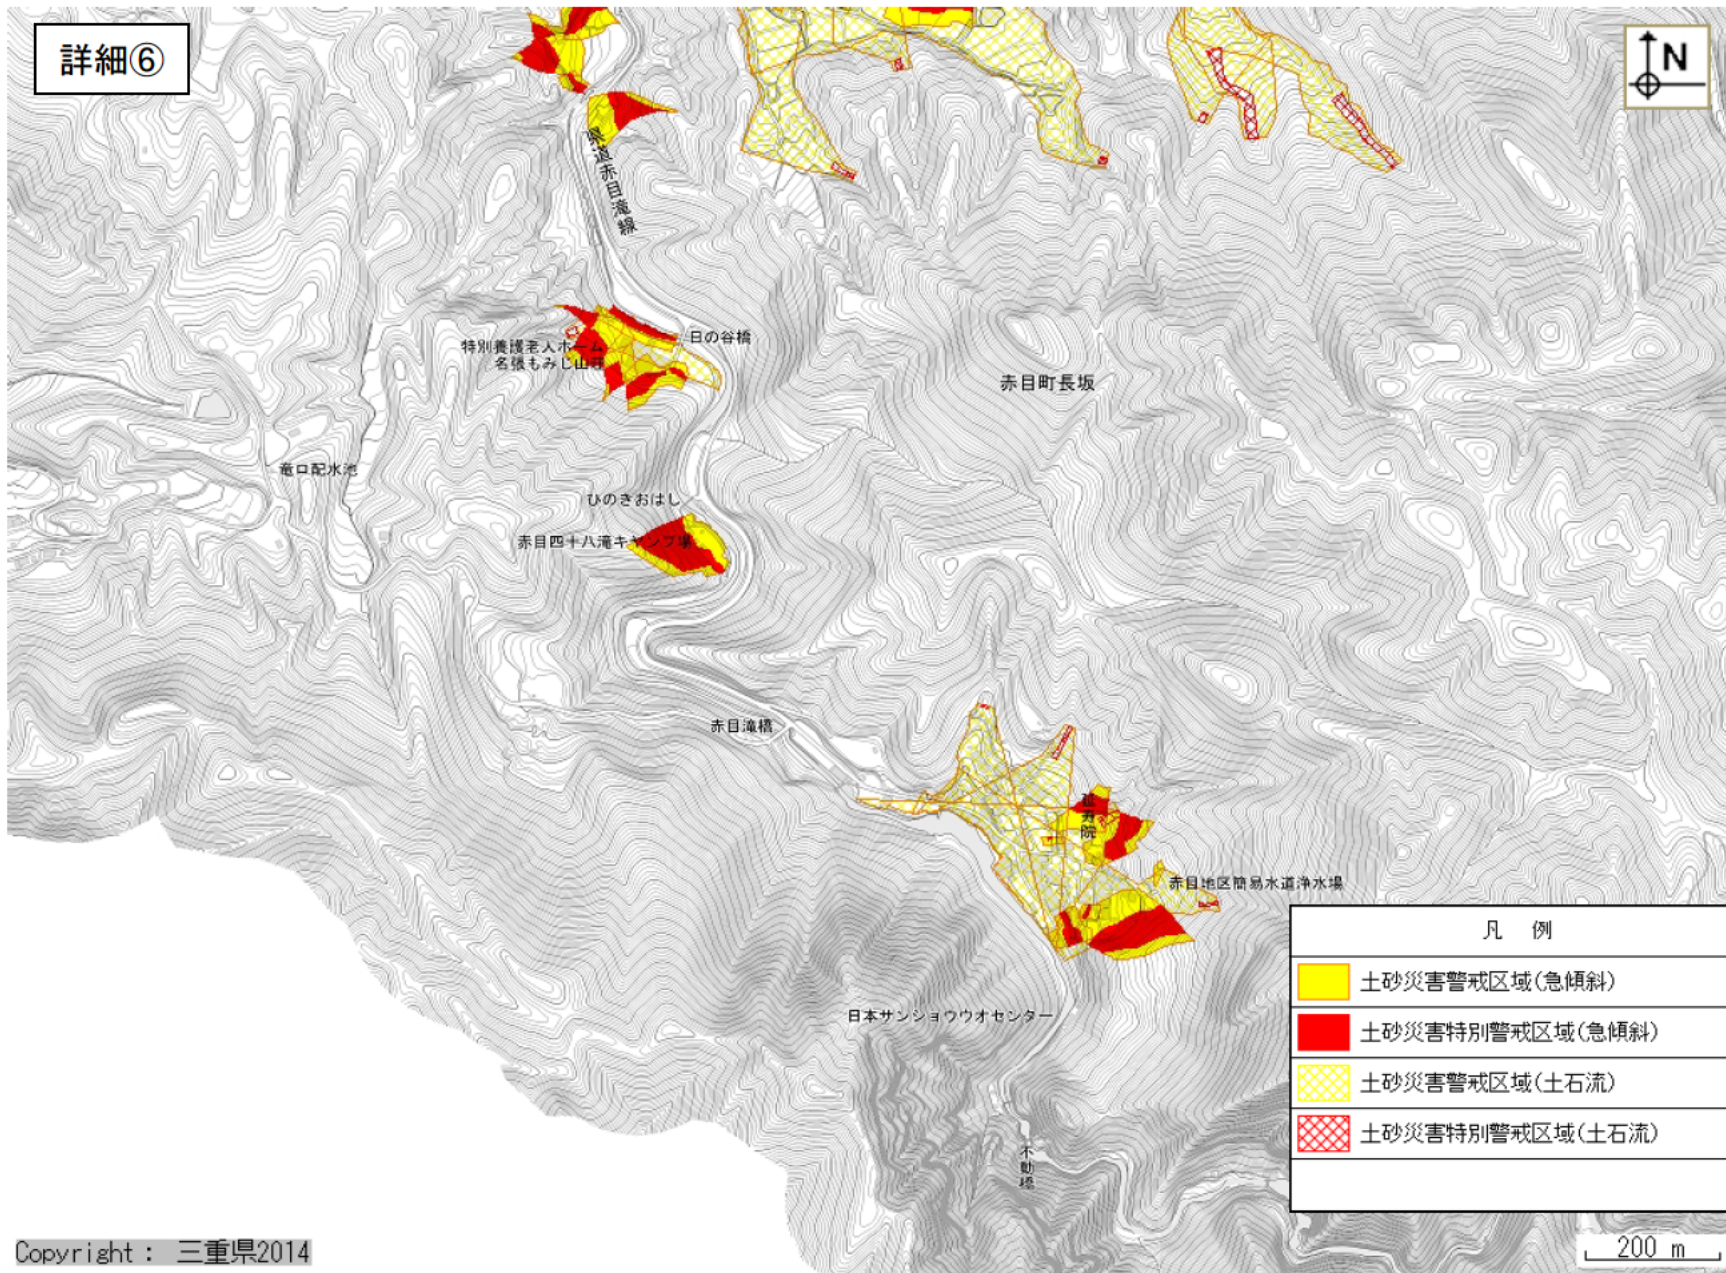 詳細⑥
N
県道赤目滝線
日の谷橋
特別養護老人ホーム
名張もみじ山荘
赤目町長坂
竜口配水池
ひのきおはし
赤目四十八滝キャンプ場
赤目滝橋
延寿院
赤目地区簡易水道浄水場
日本サンショウウオセンター
不動橋
凡 例
土砂災害警戒区域(急傾斜)
土砂災害特別警戒区域(急傾斜)
土砂災害警戒区域(土石流)
土砂災害特別警戒区域(土石流)
200 m
Copyright : 三重県2014